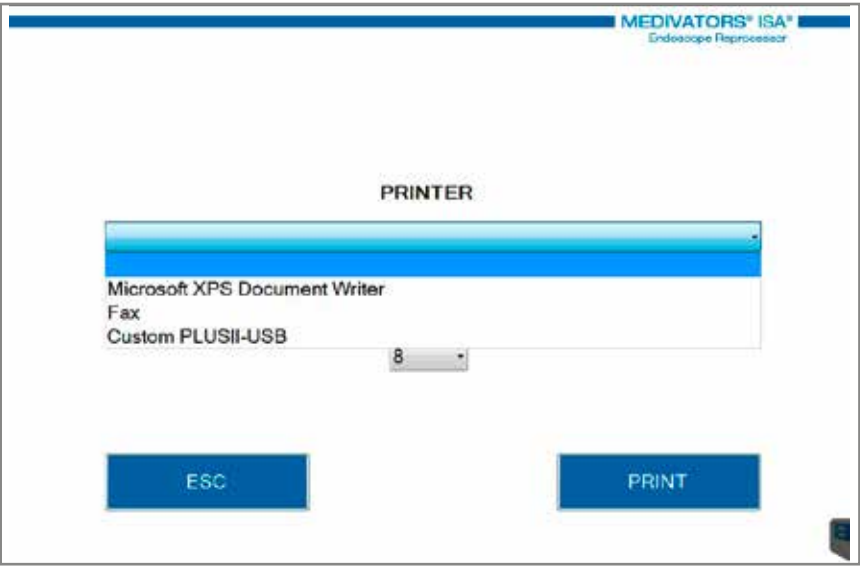 MEDIVATORS® ISA®
Endoscope Reprocessor
PRINTER
Microsoft XPS Document Writer
Fax
Custom PLUSII-USB
8
ESC
PRINT